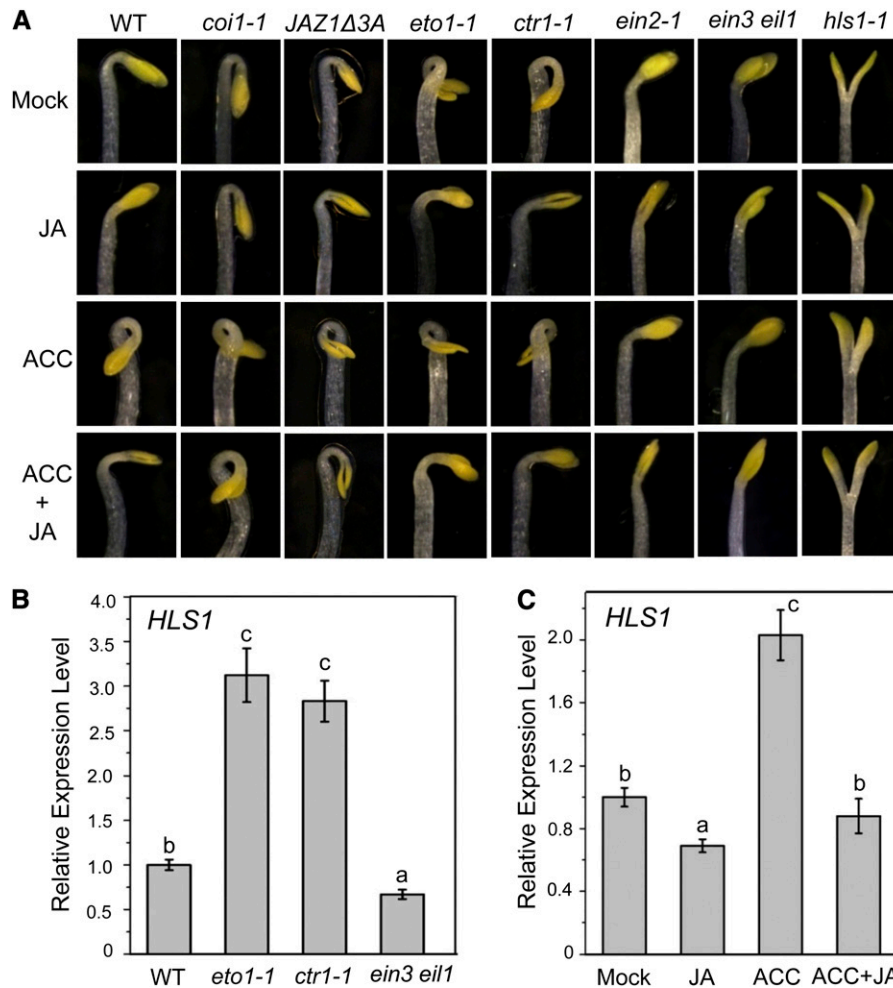 A
WT coi1-1 JAZ1Δ3A eto1-1 ctr1-1 ein2-1 ein3 eil1 hls1-1
Mock
JA
ACC
ACC
+
JA
B
HLS1
Relative Expression Level
4.0
3.5
3.0
2.5
2.0
1.5
1.0
0.5
0
b
c
c
a
WT eto1-1 ctr1-1 ein3 eil1
C
HLS1
Relative Expression Level
2.0
1.6
1.2
0.8
0.4
0
b
a
c
b
Mock JA ACC ACC+JA